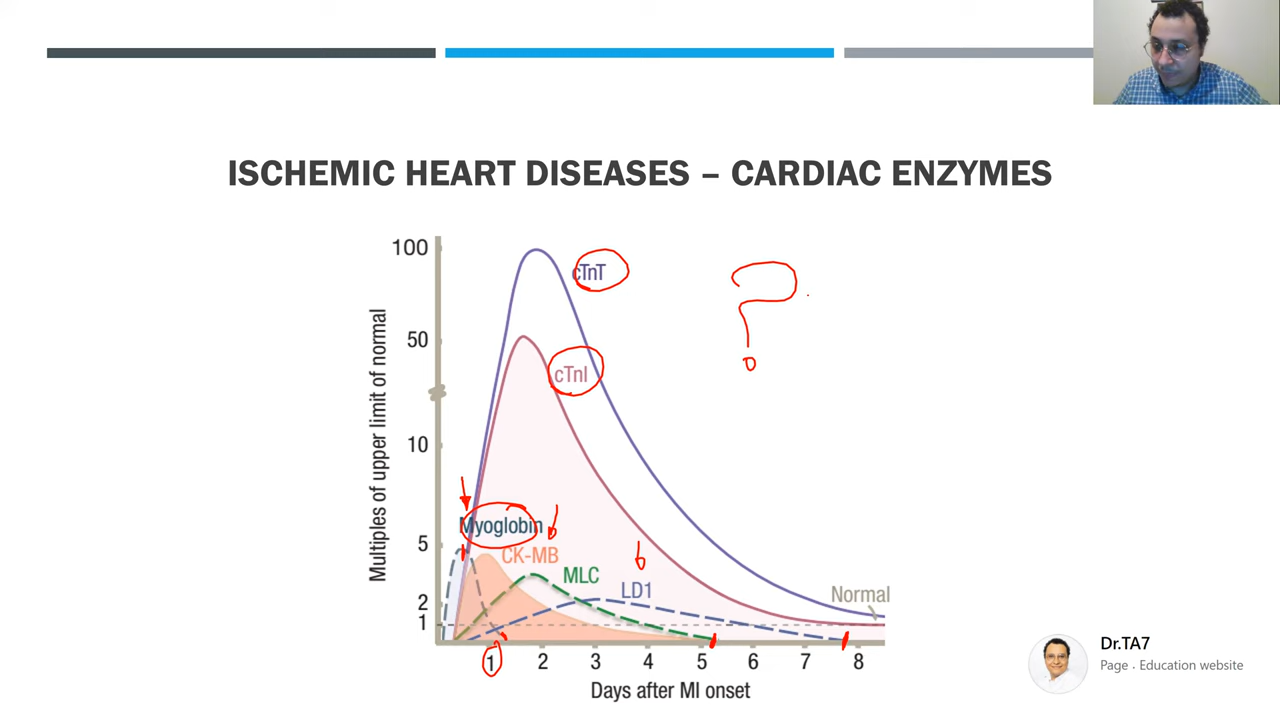 ISCHEMIC HEART DISEASES – CARDIAC ENZYMES
Multiples of upper limit of normal
100
50
10
5
2
1
cTnT
cTnI
Myoglobin
CK-MB
MLC
LD1
Normal
1 2 3 4 5 6 7 8
Days after MI onset
?
Dr.TA7
Page · Education website